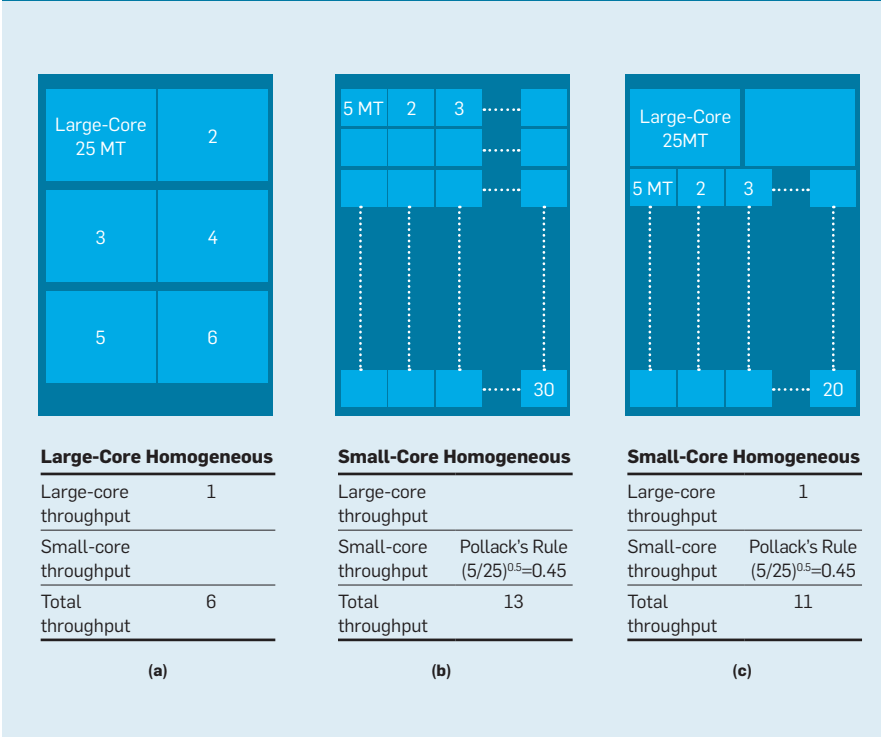 Large-Core
25 MT
2
3
4
5
6
5 MT 2 3
30
Large-Core
25MT
5 MT 2 3
20
Large-Core Homogeneous
Large-core 1
throughput
Small-core
throughput
Total 6
throughput
(a)
Small-Core Homogeneous
Large-core
throughput
Small-core Pollack's Rule
throughput (5/25)⁰·⁵=0.45
Total 13
throughput
(b)
Small-Core Homogeneous
Large-core 1
throughput
Small-core Pollack's Rule
throughput (5/25)⁰·⁵=0.45
Total 11
throughput
(c)